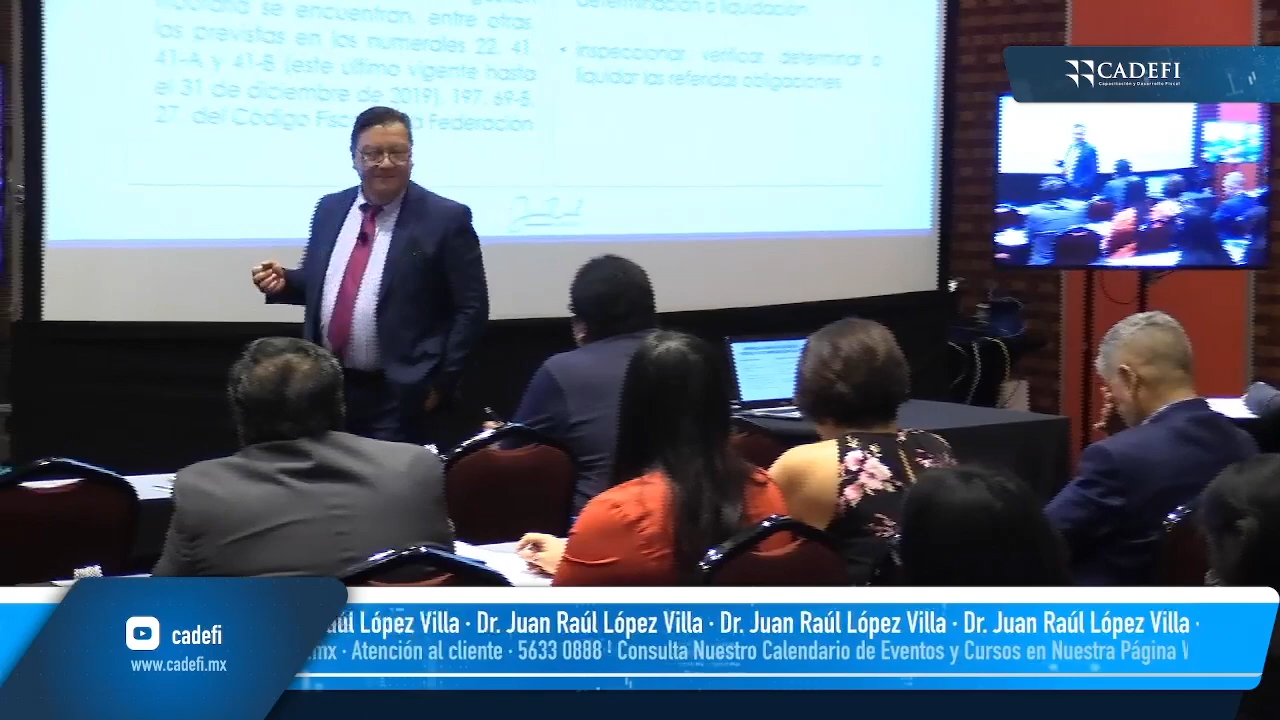 tributaria se encuentran, entre otras
las previstas en los numerales 22, 41,
41-A y 41-B (este último vigente hasta
el 31 de diciembre de 2019), 197, 69-B,
27, del Código Fis a Federación
determinación o liquidación
• Inspeccionar, verificar, determinar o
liquidar las referidas obligaciones.
CADEFI
Capacitación y Desarrollo Fiscal
cadefi
www.cadefi.mx
aúl López Villa · Dr. Juan Raúl López Villa · Dr. Juan Raúl López Villa · Dr. Juan Raúl López Villa ·
.mx · Atención al cliente · 5633 0888 · Consulta Nuestro Calendario de Eventos y Cursos en Nuestra Página